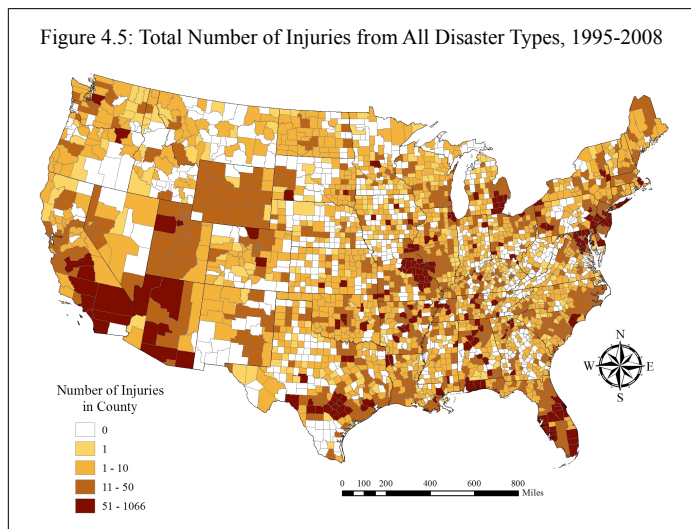 Figure 4.5: Total Number of Injuries from All Disaster Types, 1995-2008
N
W
E
S
Number of Injuries
in County
0
1
1 - 10
11 - 50
51 - 1066
0 100 200 400 600 800
Miles